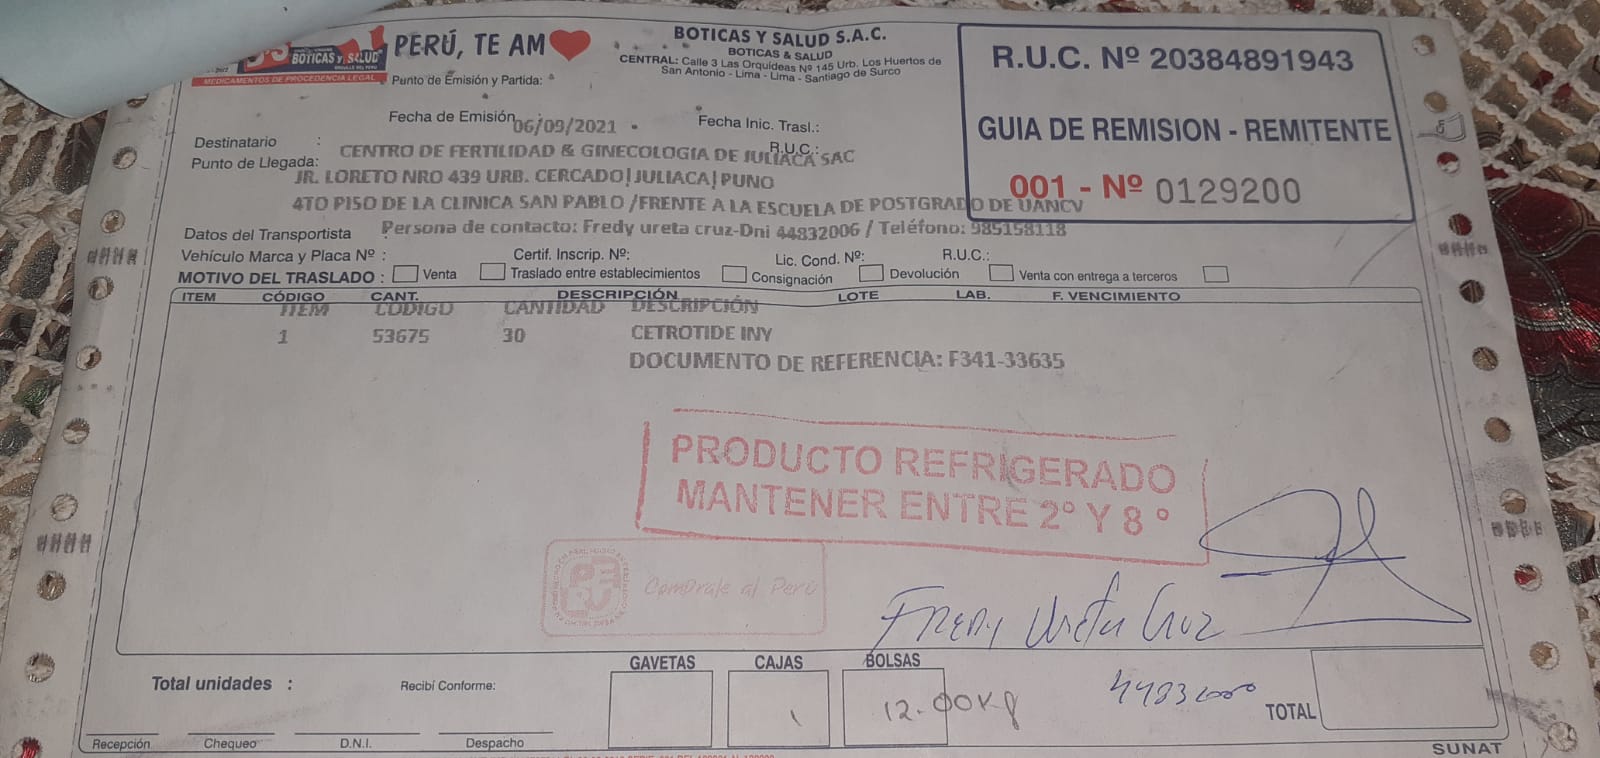 BOTICAS Y SALUD
MEDICAMENTOS DE PROCEDENCIA LEGAL
PERÚ, TE AM
Punto de Emisión y Partida:
BOTICAS Y SALUD S.A.C.
BOTICAS & SALUD
CENTRAL: Calle 3 Las Orquídeas Nº 145 Urb. Los Huertos de
San Antonio - Lima - Lima - Santiago de Surco
R.U.C. Nº 20384891943
GUIA DE REMISION - REMITENTE
001 - Nº 0129200
Fecha de Emisión 06/09/2021
Fecha Inic. Trasl.:
Destinatario :
R.U.C.:
CENTRO DE FERTILIDAD & GINECOLOGIA DE JULIACA SAC
Punto de Llegada:
JR. LORETO NRO 439 URB. CERCADO|JULIACA|PUNO
4TO PISO DE LA CLINICA SAN PABLO /FRENTE A LA ESCUELA DE POSTGRADO DE UANCV
Datos del Transportista
Persona de contacto: Fredy ureta cruz-Dni 44832006 / Teléfono: 985158118
Vehículo Marca y Placa Nº : Certif. Inscrip. Nº: Lic. Cond. Nº: R.U.C.:
MOTIVO DEL TRASLADO : Venta Traslado entre establecimientos Consignación Devolución Venta con entrega a terceros
ITEM CÓDIGO CANT. DESCRIPCIÓN LOTE LAB. F. VENCIMIENTO
ITEM CODIGO CANTIDAD DESCRIPCIÓN
1 53675 30 CETROTIDE INY
DOCUMENTO DE REFERENCIA: F341-33635
PRODUCTO REFRIGERADO
MANTENER ENTRE 2° Y 8°
Comprale al Perú
Fredy Ureta Cruz
GAVETAS CAJAS BOLSAS
Total unidades : Recibí Conforme:
12.00Kg
TOTAL
Recepción Chequeo D.N.I. Despacho
SUNAT